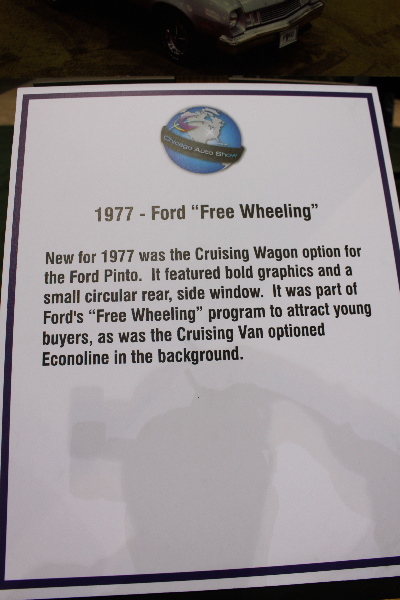 Chicago Auto Show
1977 - Ford “Free Wheeling”
New for 1977 was the Cruising Wagon option for
the Ford Pinto.  It featured bold graphics and a
small circular rear, side window.  It was part of
Ford's “Free Wheeling” program to attract young
buyers, as was the Cruising Van optioned
Econoline in the background.